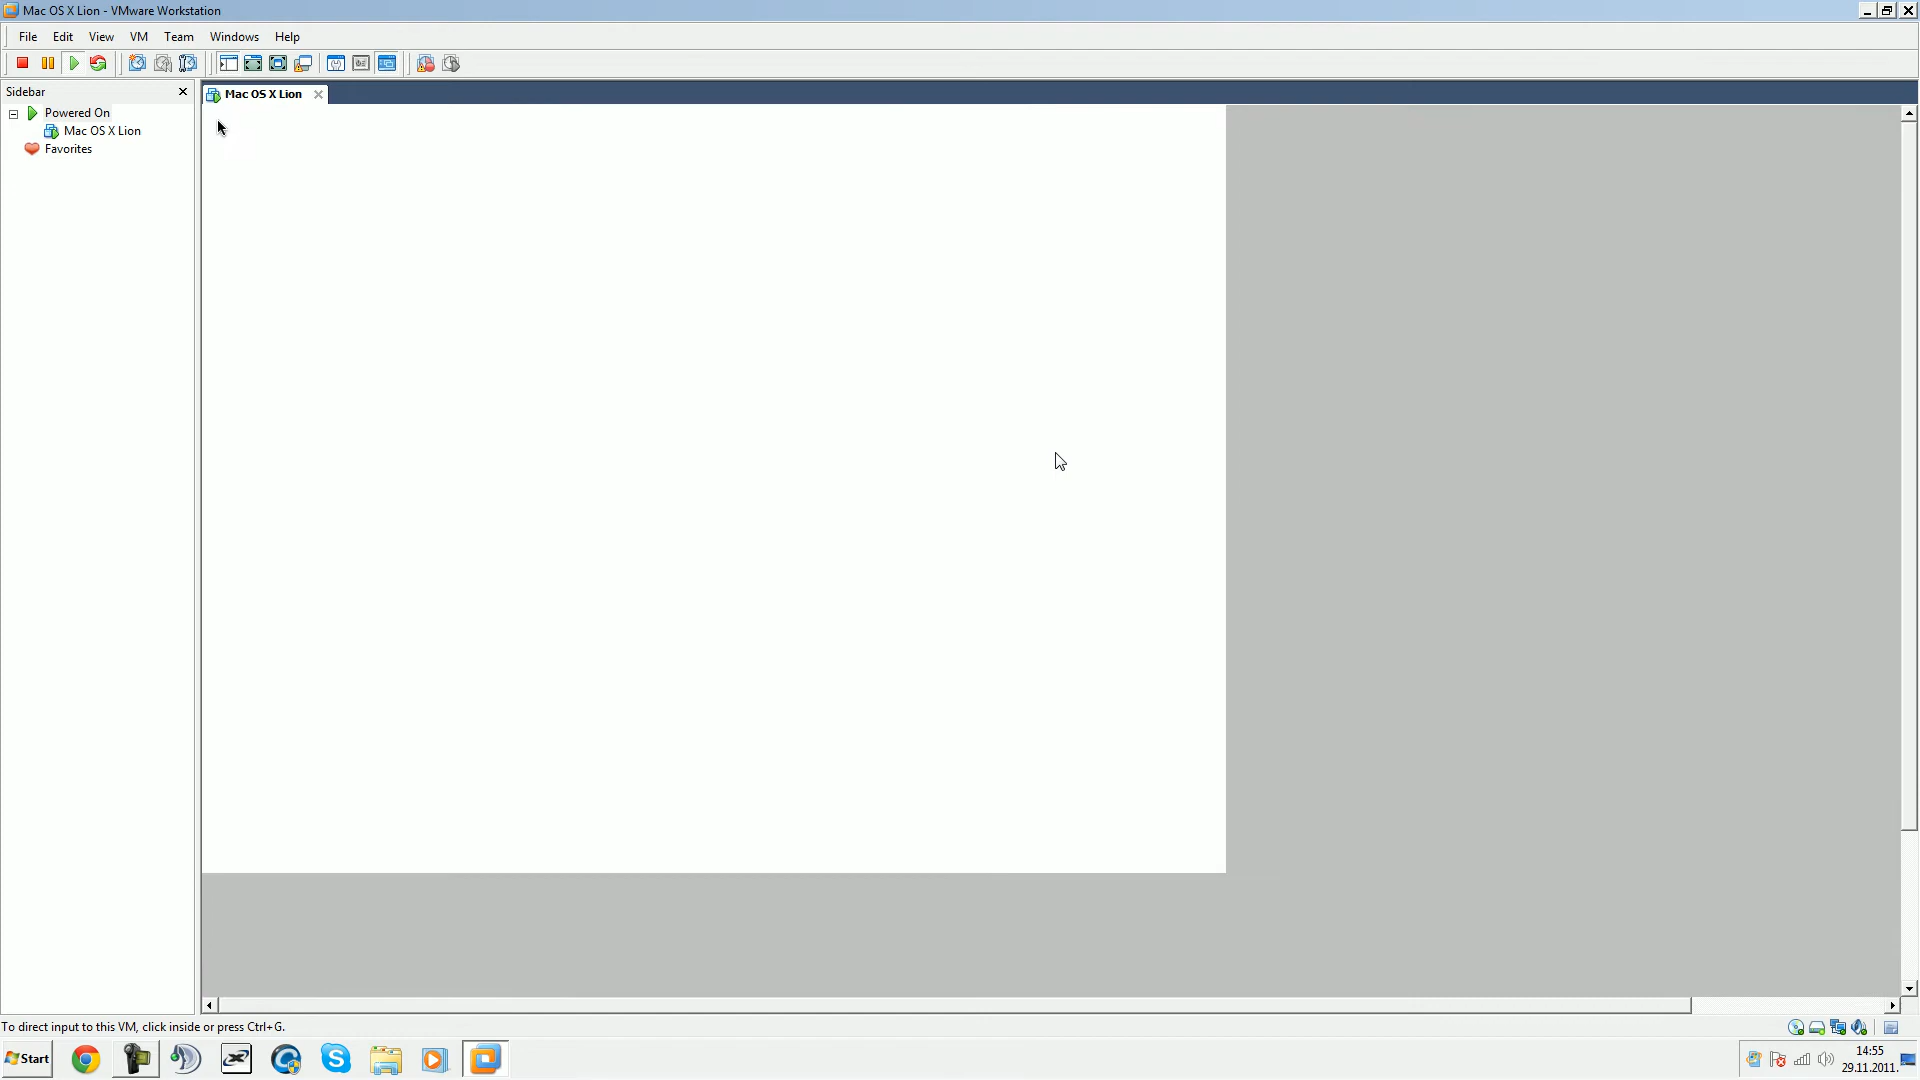 Mac OS X Lion - VMware Workstation
File Edit View VM Team Windows Help
Sidebar
Mac OS X Lion
Powered On
Mac OS X Lion
Favorites
To direct input to this VM, click inside or press Ctrl+G.
Start
14:55
29.11.2011.